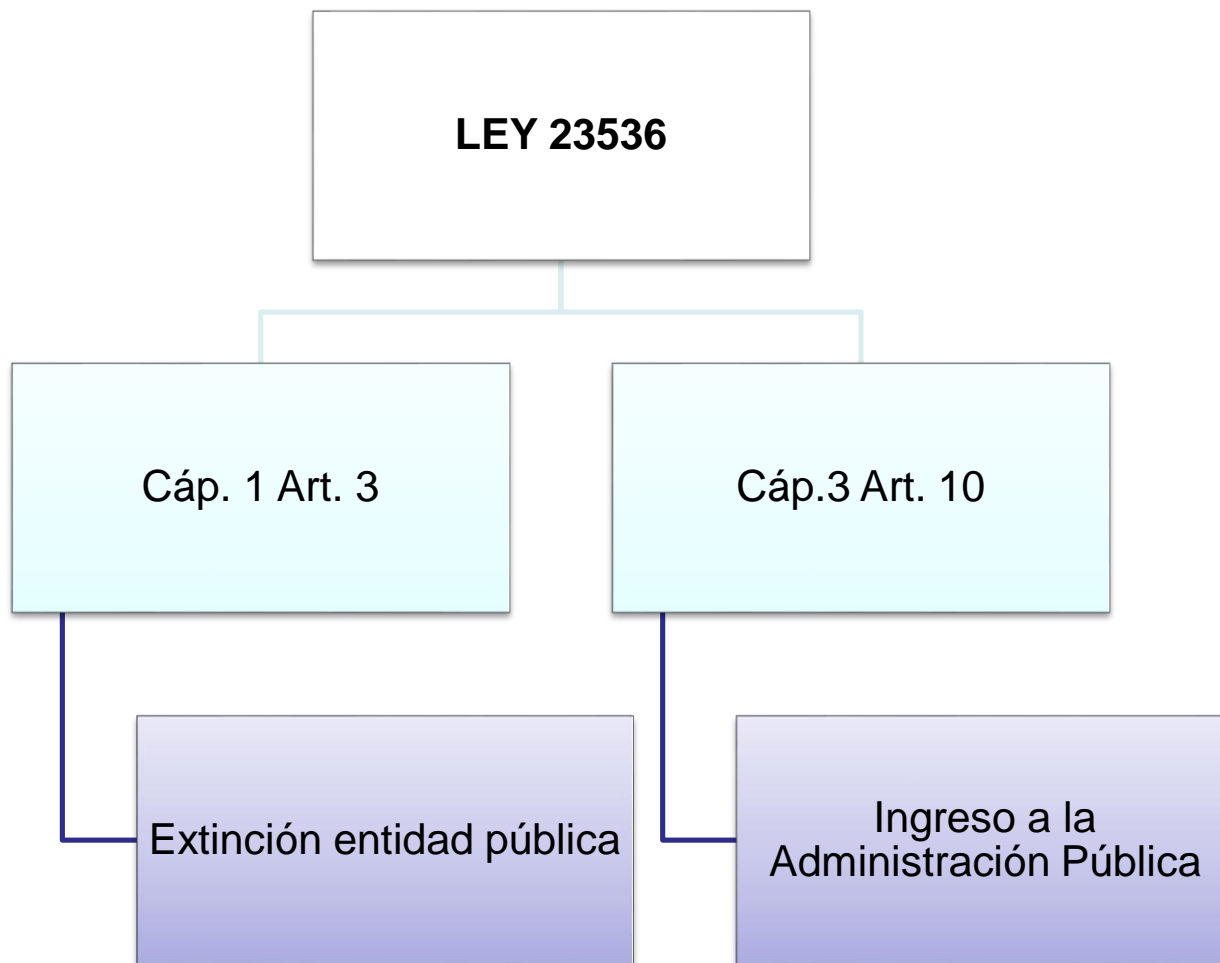 LEY 23536
Cáp. 1 Art. 3
Cáp.3 Art. 10
Extinción entidad pública
Ingreso a la
Administración Pública